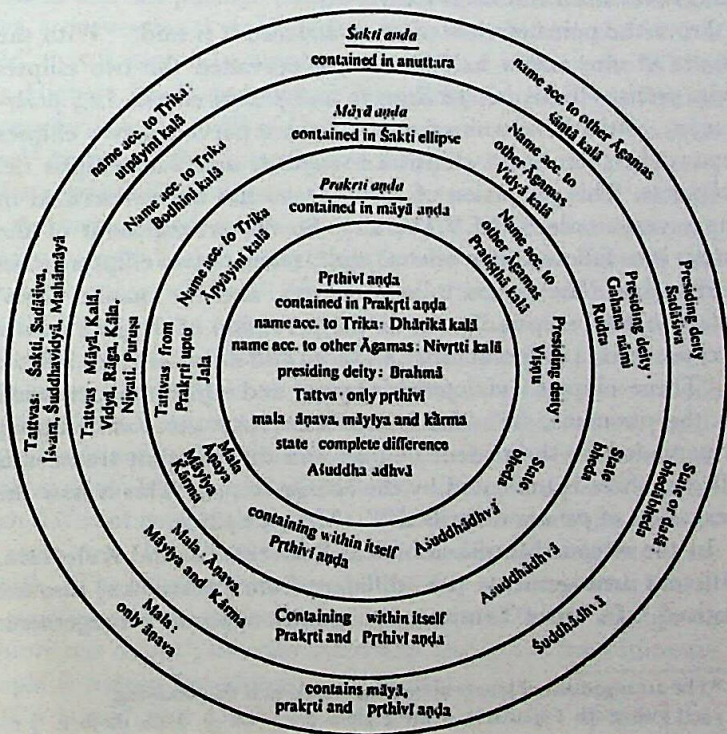 Śakti aṇḍa
contained in anuttara
name acc. to Trika:
utpāyini kalā
name acc. to other Āgamas
śāntā kalā
Presiding deity
Sadāśiva
Tattvas: Śakti, Sadāśiva,
Iśvara, Śuddhavidyā, Mahāmāyā
State or daśā
bhedābheda
Śuddhādhvā
Mala:
only āṇava
contains māyā,
prakṛti and pṛthivī aṇḍa
Māyā aṇḍa
contained in Śakti ellipse
Name acc. to Trika
Bodhini kalā
Name acc. to
other Āgamas
Vidyā kalā
Presiding deity
Gahana nāmi
Rudra
Tattvas Māyā, Kalā,
Vidyā, Rāga, Kāla,
Niyati, Puruṣa
State
bheda
Aśuddhādhvā
Mala Āṇava
Māyīya and Kārma
Containing within itself
Prakṛti and Pṛthivī aṇḍa
Prakṛti aṇḍa
contained in māyā aṇḍa
Name acc. to Trika
Āpyāyini kalā
Name acc. to
other Āgamas
Pratiṣṭhā kalā
Presiding deity
Viṣṇu
Tattvas from
Prakṛti upto
Jala
State
bheda
Aśuddhādhvā
Mala
Āṇava
Māyīya
Kārma
containing within itself
Pṛthivī aṇḍa
Pṛthivī aṇḍa
contained in Prakṛti aṇḍa
name acc. to Trika: Dhārikā kalā
name acc. to other Āgamas: Nivṛtti kalā
presiding deity: Brahmā
Tattva · only pṛthivi
mala : āṇava, māyīya and kārma
state complete difference
Aśuddha adhvā